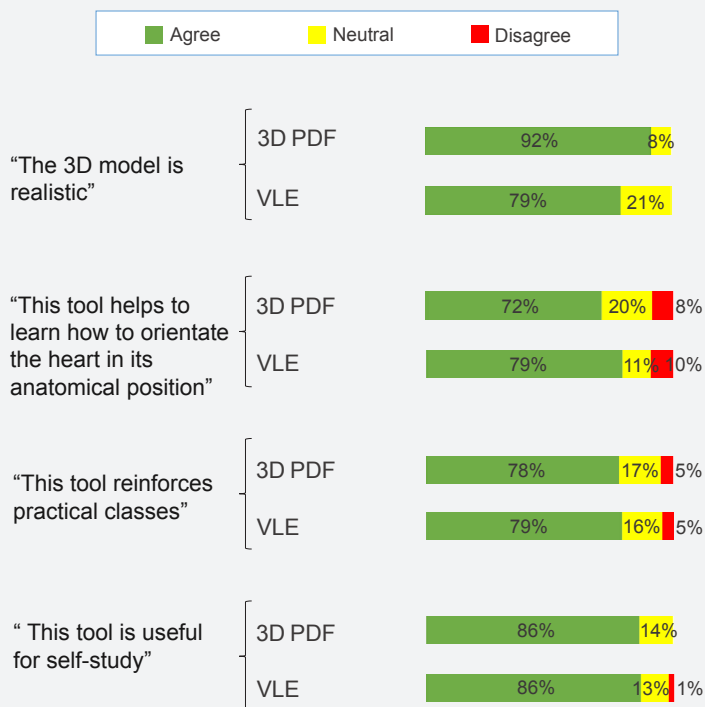 Agree Neutral Disagree
“The 3D model is
realistic”
3D PDF 92% 8%
VLE 79% 21%
“This tool helps to
learn how to orientate
the heart in its
anatomical position”
3D PDF 72% 20% 8%
VLE 79% 11% 10%
“This tool reinforces
practical classes”
3D PDF 78% 17% 5%
VLE 79% 16% 5%
“ This tool is useful
for self-study”
3D PDF 86% 14%
VLE 86% 13% 1%